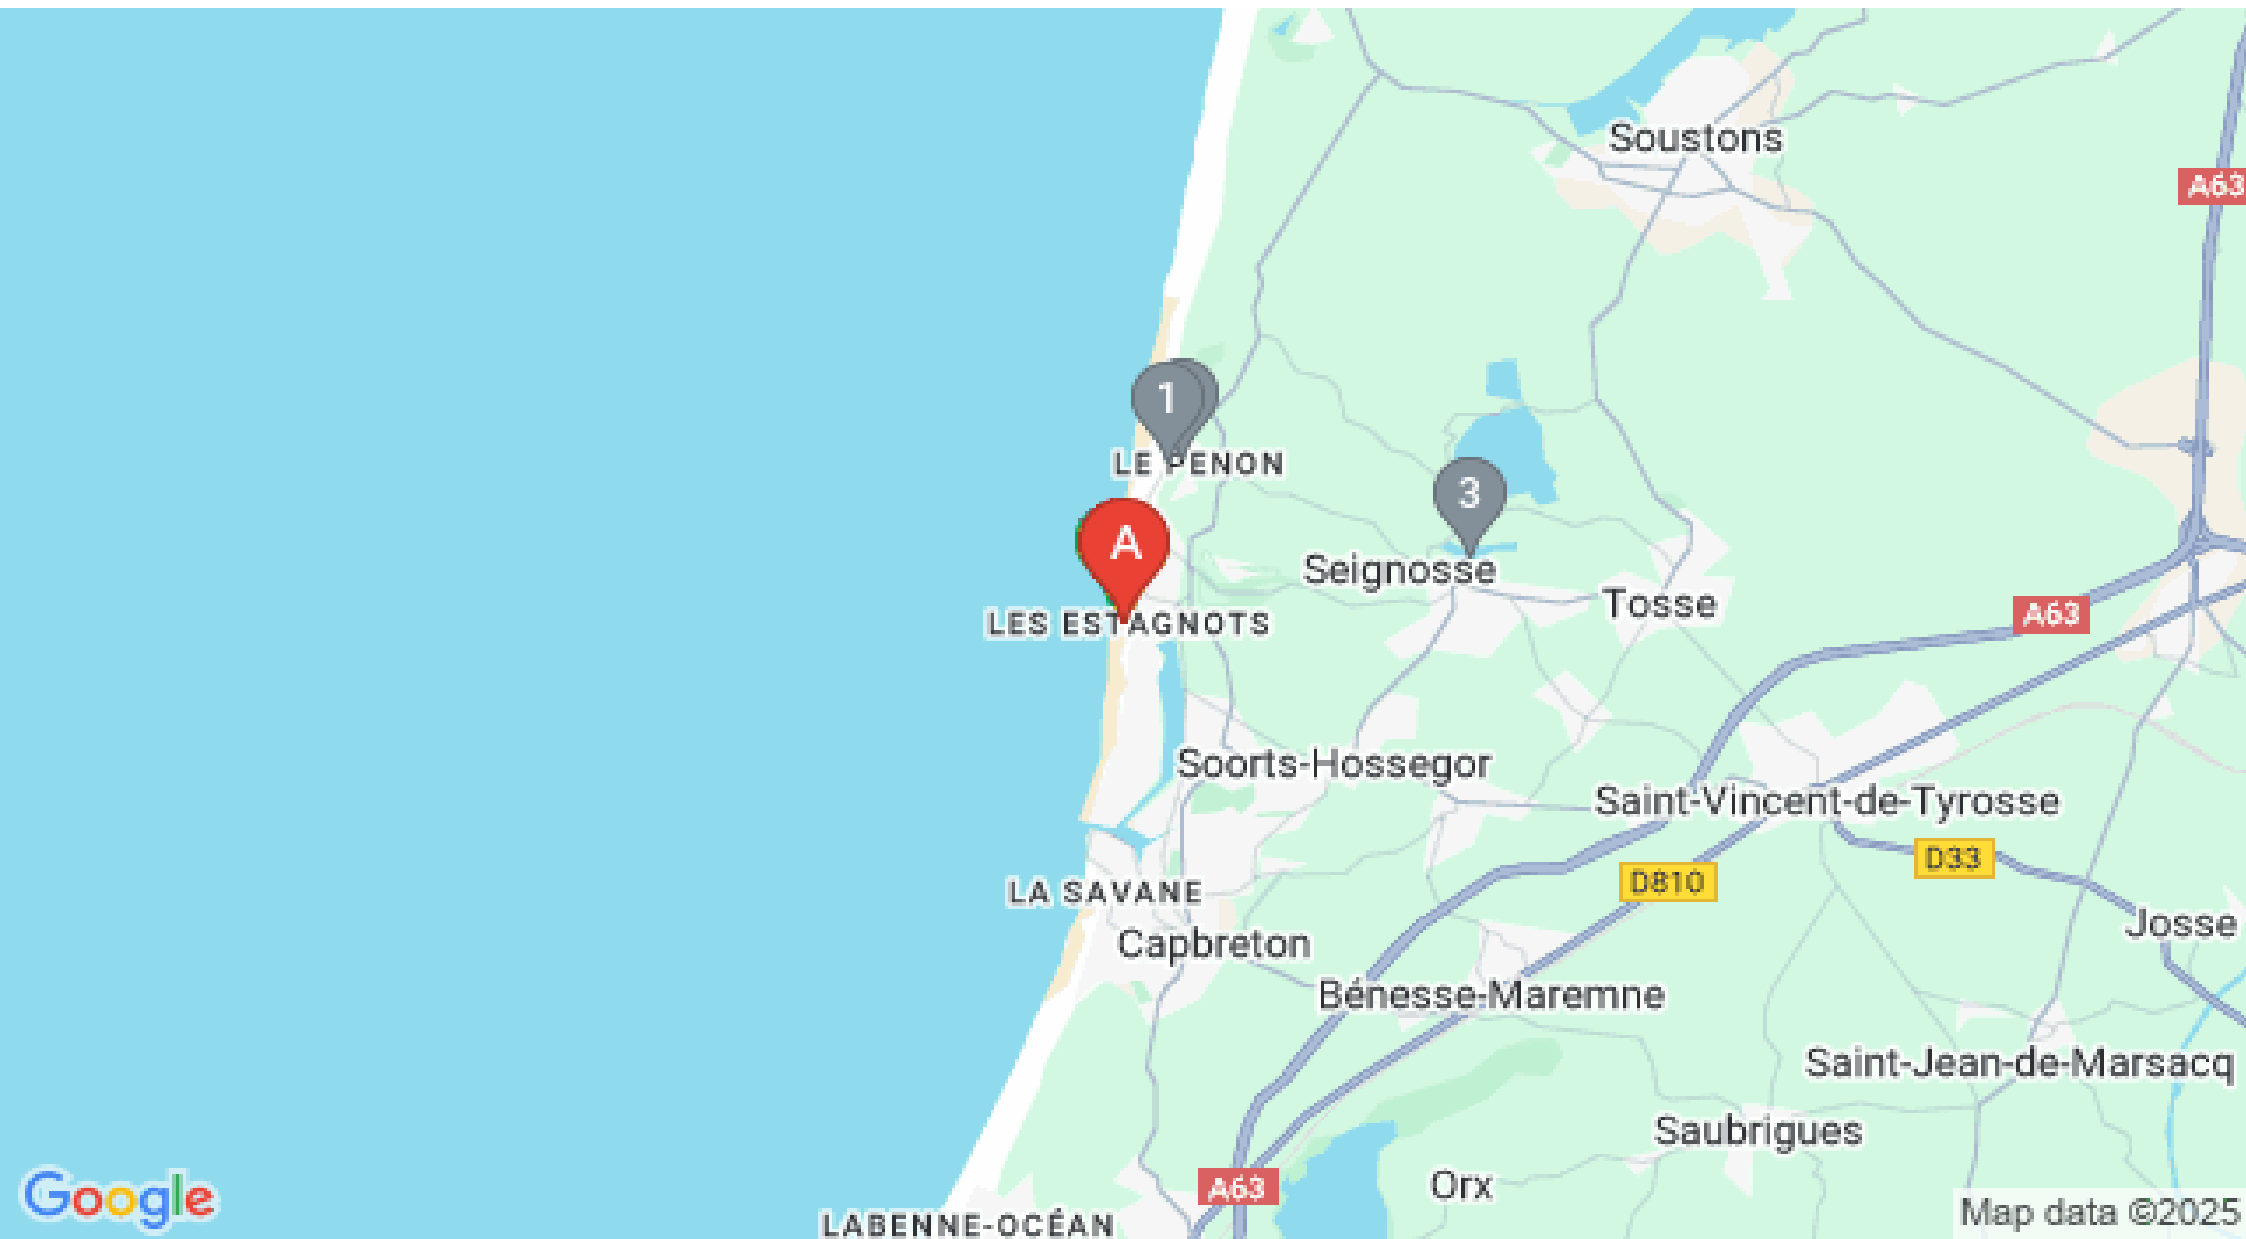 Soustons
A63
1
LE PENON
3
A
Seignosse
LES ESTAGNOTS
Tosse
A63
Soorts-Hossegor
Saint-Vincent-de-Tyrosse
D33
D810
LA SAVANE
Josse
Capbreton
Bénesse-Maremne
Saint-Jean-de-Marsacq
Saubrigues
Orx
A63
Google
Map data ©2025
LABENNE-OCÉAN